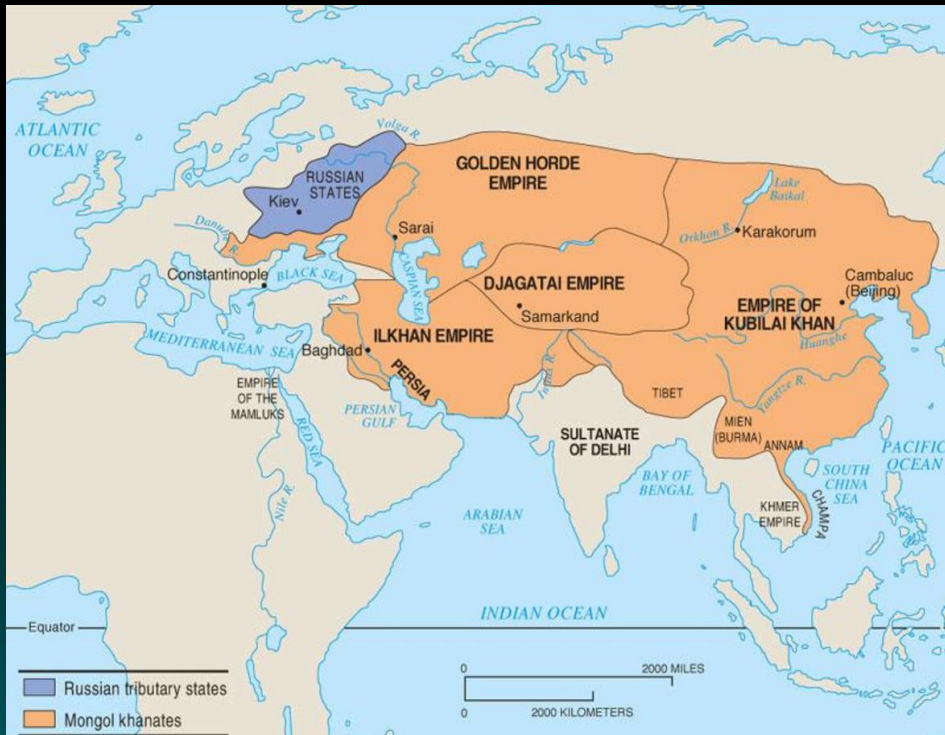 ATLANTIC
OCEAN
Volga R.
RUSSIAN
STATES
Kiev
GOLDEN HORDE
EMPIRE
Lake
Baikal
Orkhon R.
Karakorum
Danube R.
Sarai
CASPIAN SEA
Constantinople
BLACK SEA
DJAGATAI EMPIRE
Samarkand
Cambaluc
(Beijing)
EMPIRE OF
KUBILAI KHAN
Huanghe
MEDITERRANEAN SEA
Baghdad
ILKHAN EMPIRE
PERSIA
Indus R.
TIBET
Yangtze R.
EMPIRE
OF THE
MAMLUKS
PERSIAN
GULF
RED SEA
Nile R.
SULTANATE
OF DELHI
MIEN
(BURMA)
ANNAM
PACIFIC
OCEAN
BAY OF
BENGAL
SOUTH
CHINA
SEA
ARABIAN
SEA
KHMER
EMPIRE
CHAMPA
INDIAN OCEAN
Equator
0 2000 MILES
0 2000 KILOMETERS
Russian tributary states
Mongol khanates